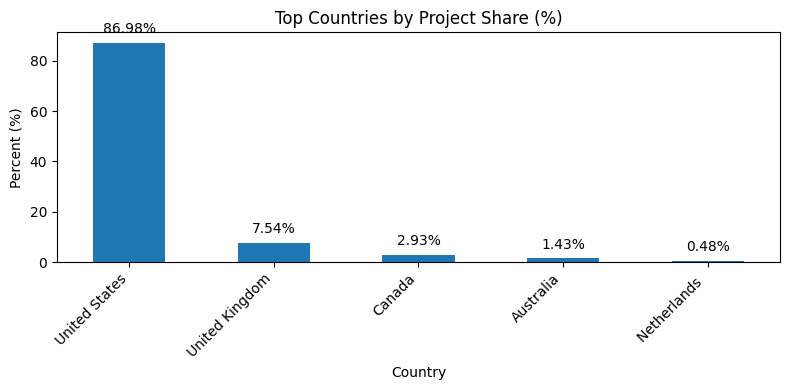 Top Countries by Project Share (%)
86.98%
7.54%
2.93%
1.43%
0.48%
Percent (%)
80
60
40
20
0
United States
United Kingdom
Canada
Australia
Netherlands
Country